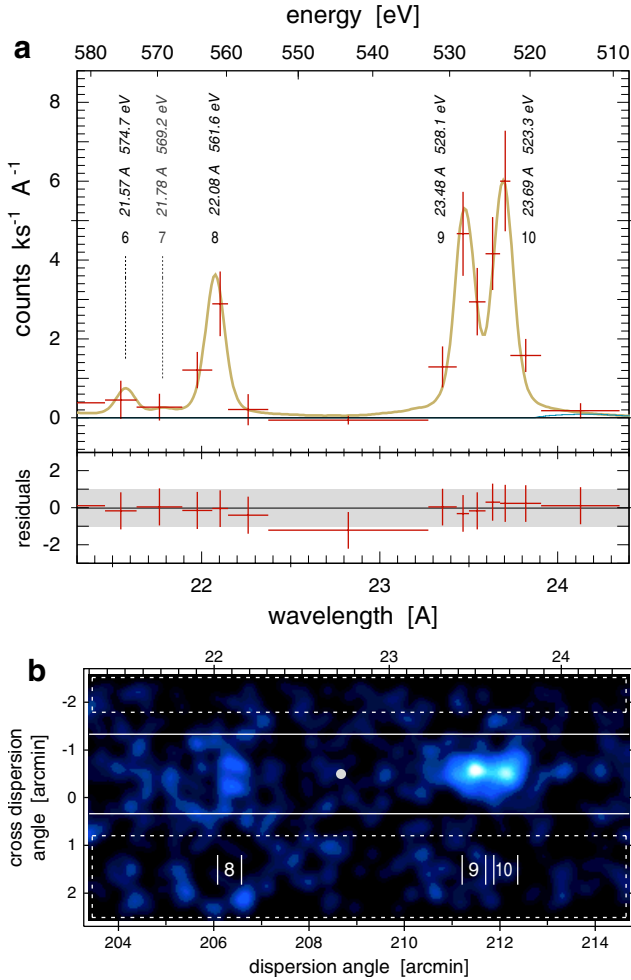 energy [eV]
a
580 570 560 550 540 530 520 510
8
6
4
2
0
counts ks⁻¹ A⁻¹
6 21.57 A 574.7 eV
7 21.78 A 569.2 eV
8 22.08 A 561.6 eV
9 23.48 A 528.1 eV
10 23.69 A 523.3 eV
residuals
2
0
-2
22 23 24
wavelength [A]
b
22 23 24
cross dispersion
angle [arcmin]
-2
-1
0
1
2
8 9 10
204 206 208 210 212 214
dispersion angle [arcmin]